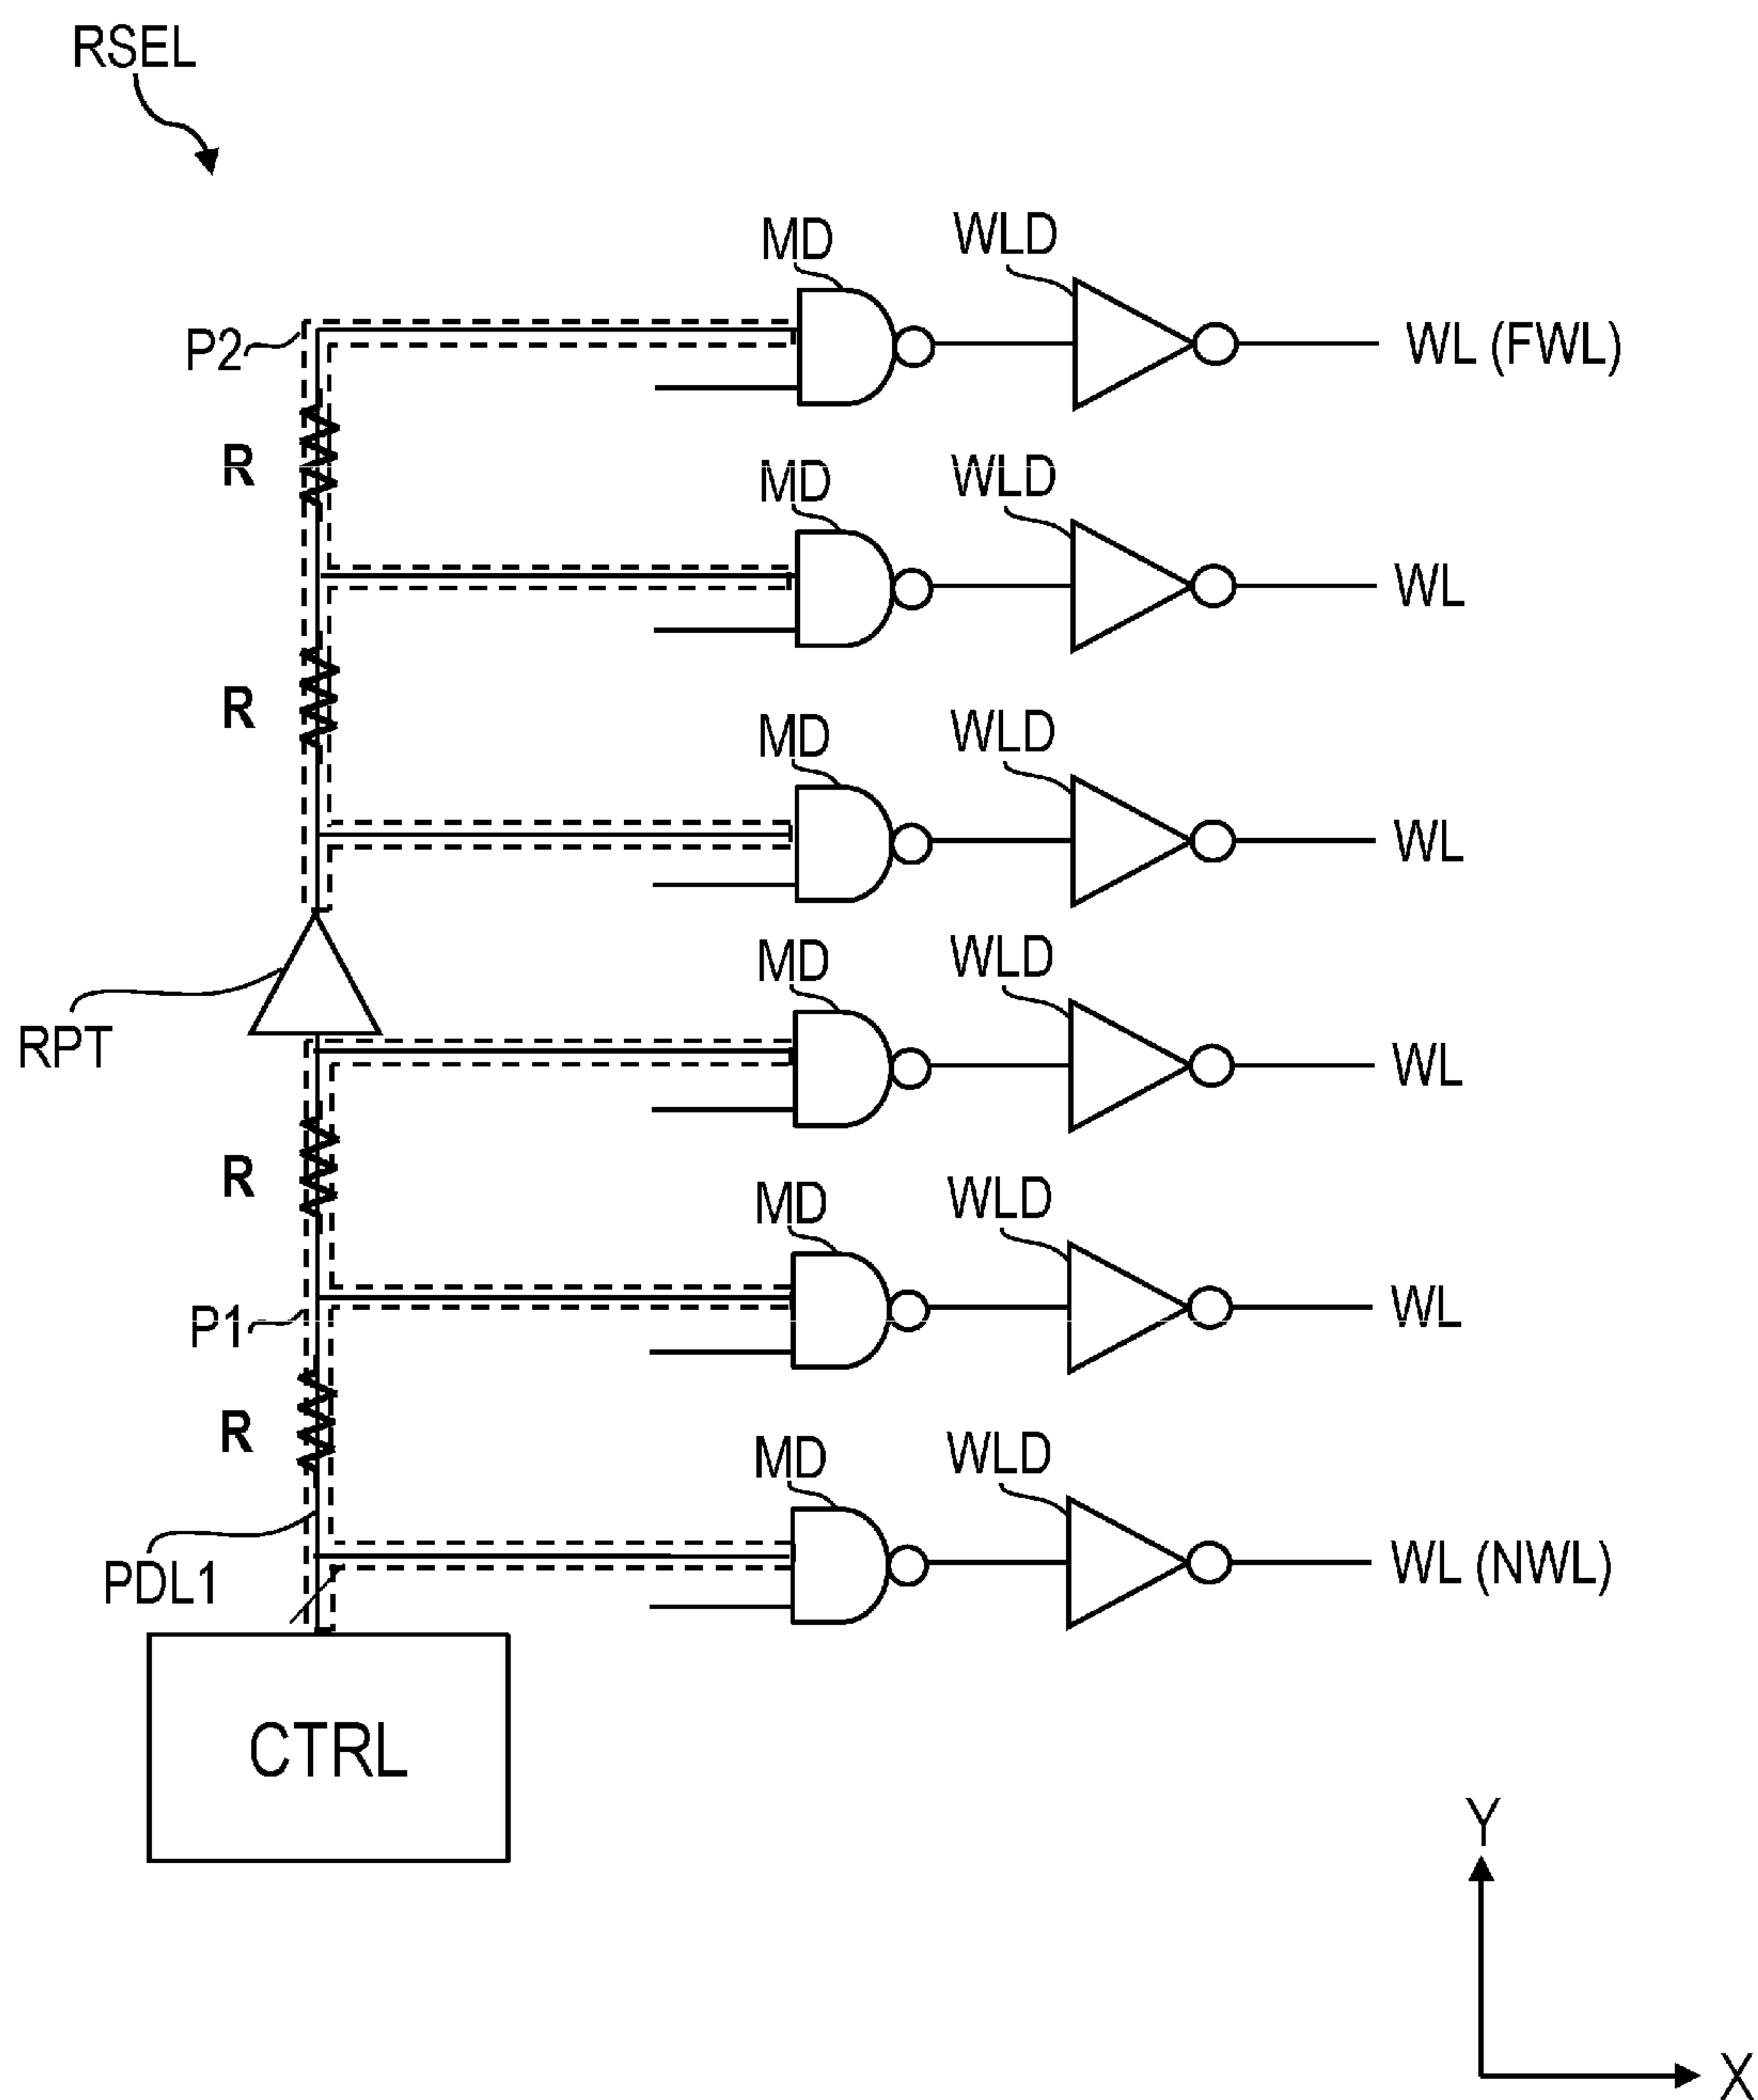 RSEL
MD WLD
P2 WL (FWL)
R
MD WLD
WL
R
MD WLD
WL
MD WLD
RPT WL
R
MD WLD
P1 WL
R
MD WLD
PDL1 WL (NWL)
CTRL
Y
X